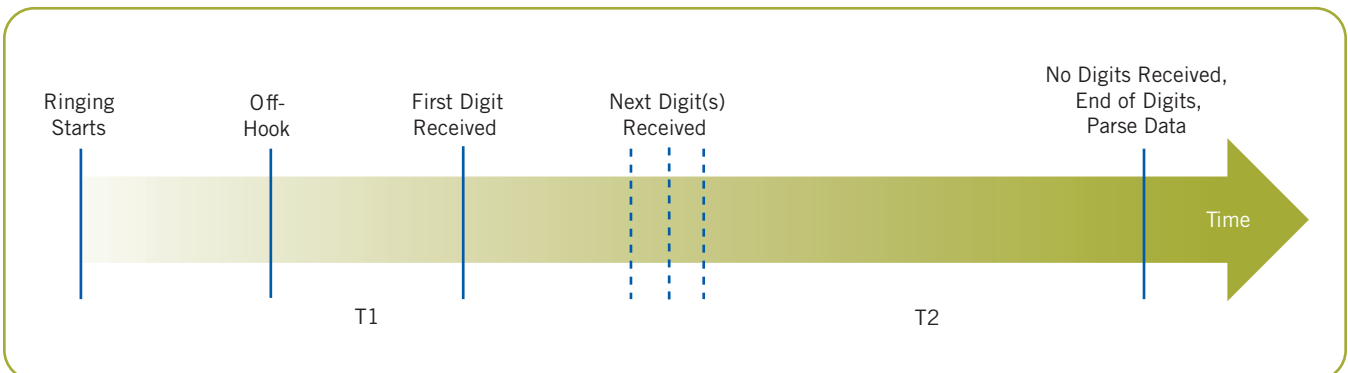 Ringing
Starts
Off-
Hook
First Digit
Received
Next Digit(s)
Received
No Digits Received,
End of Digits,
Parse Data
Time
T1
T2